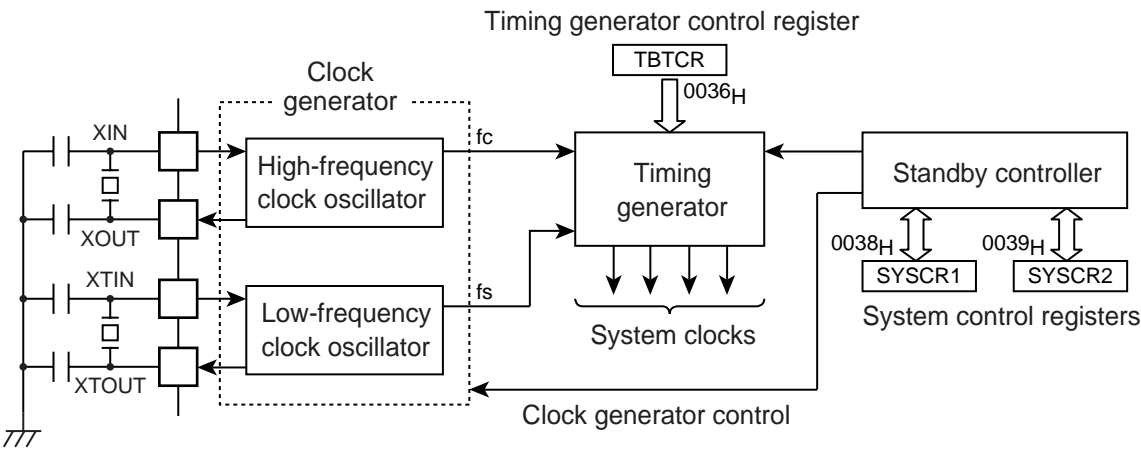 Timing generator control register
TBTCR
0036H
Clock
generator
XIN
High-frequency
clock oscillator
fc
XOUT
Timing
generator
Standby controller
0038H
0039H
SYSCR1
SYSCR2
System control registers
XTIN
Low-frequency
clock oscillator
fs
XTOUT
System clocks
Clock generator control